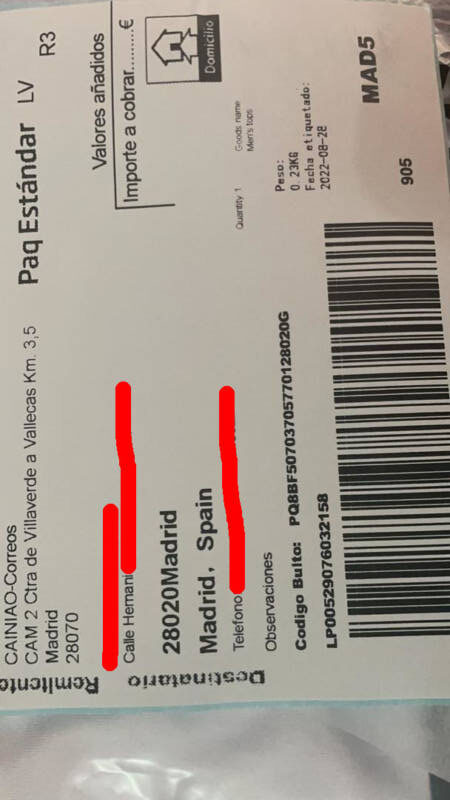 CAINIAO-Correos
CAM 2 Ctra de Villaverde a Vallecas Km. 3,5
Madrid
28070
Remitente
Paq Estándar LV R3
Valores añadidos
Importe a cobrar.........€
Domicilio
Calle Hernani
28020Madrid
Madrid, Spain
Telefono
Destinatario
Observaciones
Quantity 1 Goods name
Men's tops
Peso:
0.23KG
Fecha etiquetado:
2022-08-28
Codigo Bulto: PQ8BF50703705770128020G
LP00529076032158
905
MAD5